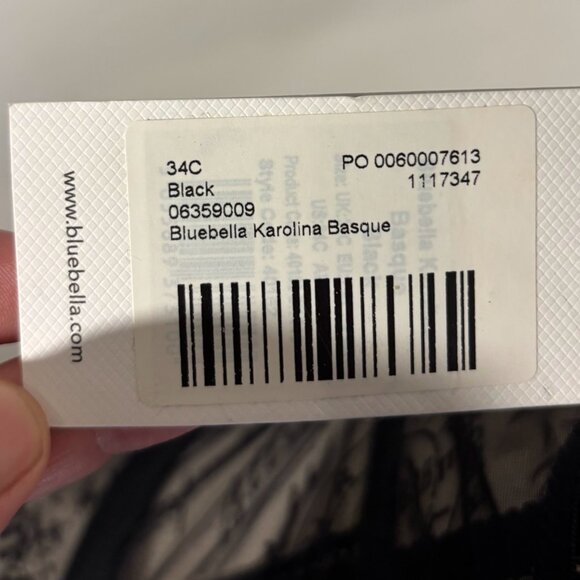 34C
PO 0060007613
Black
1117347
06359009
Bluebella Karolina Basque
www.bluebella.com